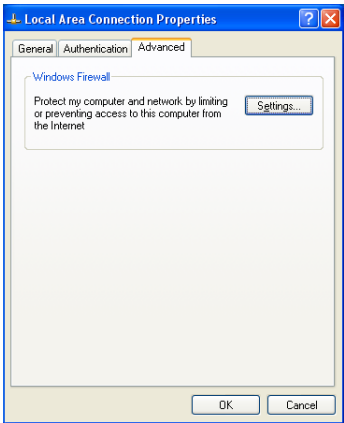 Local Area Connection Properties
General Authentication Advanced
Windows Firewall
Protect my computer and network by limiting
or preventing access to this computer from
the Internet
Settings...
OK Cancel